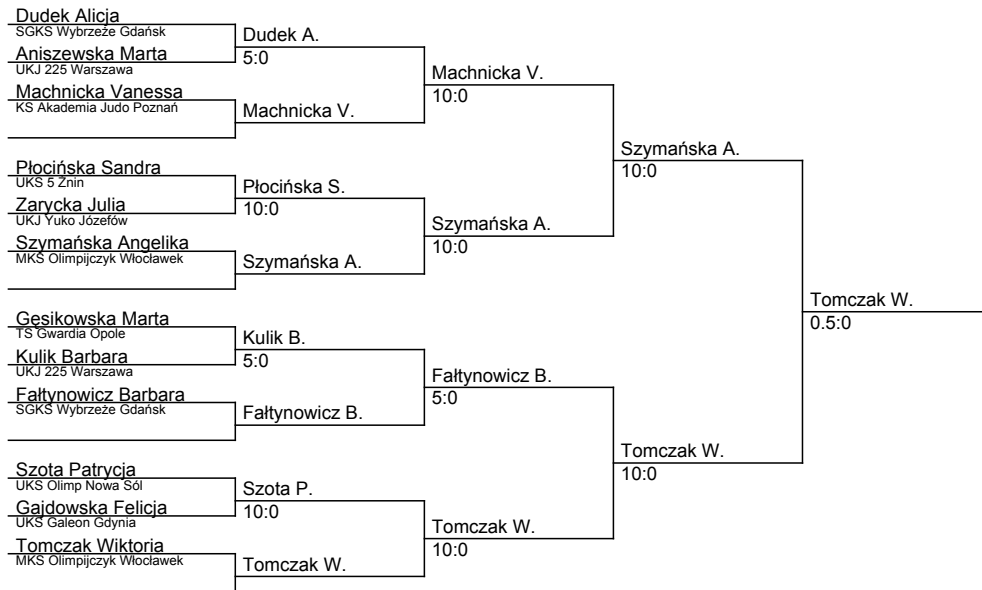 Dudek Alicja
SGKS Wybrzeże Gdańsk
Dudek A.
5:0
Aniszewska Marta
UKJ 225 Warszawa
Machnicka V.
10:0
Machnicka Vanessa
KS Akademia Judo Poznań
Machnicka V.
Szymańska A.
10:0
Płocińska Sandra
UKS 5 Żnin
Płocińska S.
10:0
Zarycka Julia
UKJ Yuko Józefów
Szymańska A.
10:0
Szymańska Angelika
MKS Olimpijczyk Włocławek
Szymańska A.
Tomczak W.
0.5:0
Gęsikowska Marta
TS Gwardia Opole
Kulik B.
5:0
Kulik Barbara
UKJ 225 Warszawa
Fałtynowicz B.
5:0
Fałtynowicz Barbara
SGKS Wybrzeże Gdańsk
Fałtynowicz B.
Tomczak W.
10:0
Szota Patrycja
UKS Olimp Nowa Sól
Szota P.
10:0
Gajdowska Felicja
UKS Galeon Gdynia
Tomczak W.
10:0
Tomczak Wiktoria
MKS Olimpijczyk Włocławek
Tomczak W.